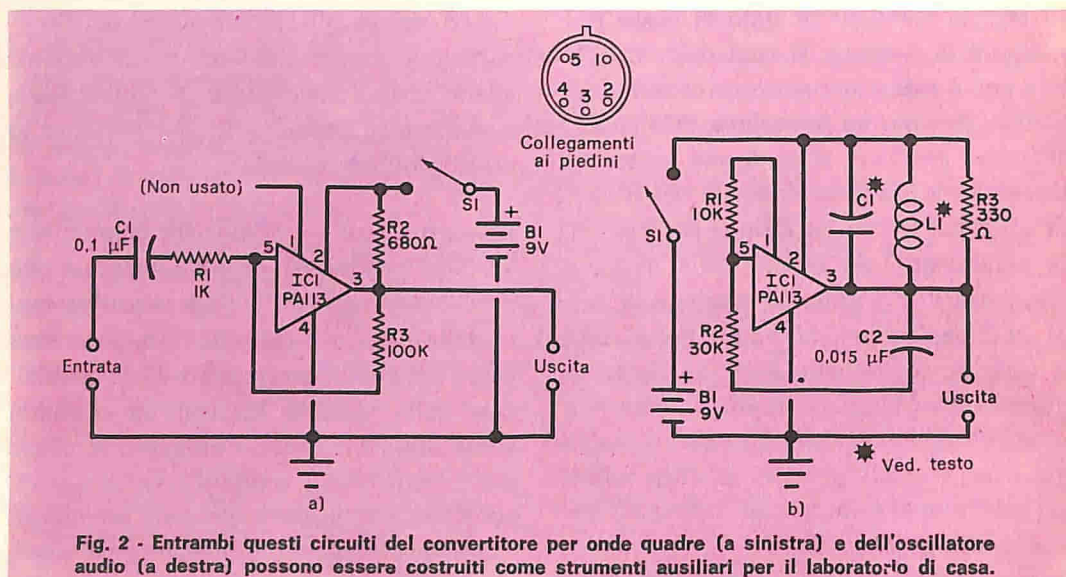 5 1
4 2
3
Collegamenti
ai piedini
(Non usato)
S1
+
B1
9V
C1
0,1 µF
R1
1K
5
1
2
3
4
IC1
PA113
R2
680Ω
R3
100K
Entrata
Uscita
a)
S1
R1
10K
5
1
2
3
4
IC1
PA113
C1
L1
R3
330
Ω
R2
30K
C2
0,015 µF
B1
+
9V
Uscita
Ved. testo
b)
Fig. 2 - Entrambi questi circuiti del convertitore per onde quadre (a sinistra) e dell'oscillatore
audio (a destra) possono essere costruiti come strumenti ausiliari per il laboratorio di casa.